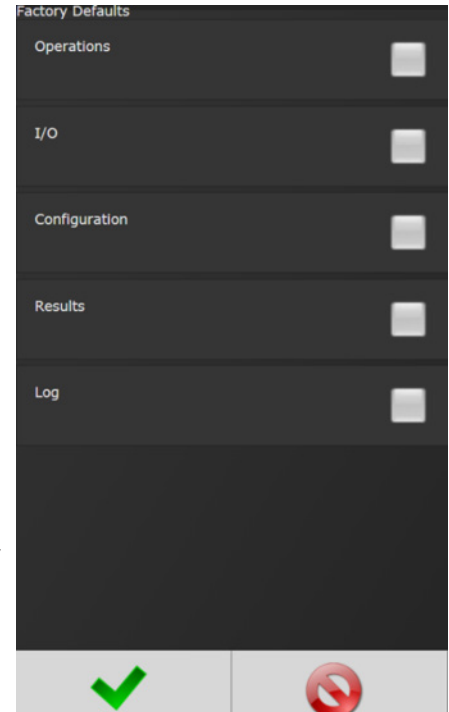 Factory Defaults
Operations
I/O
Configuration
Results
Log